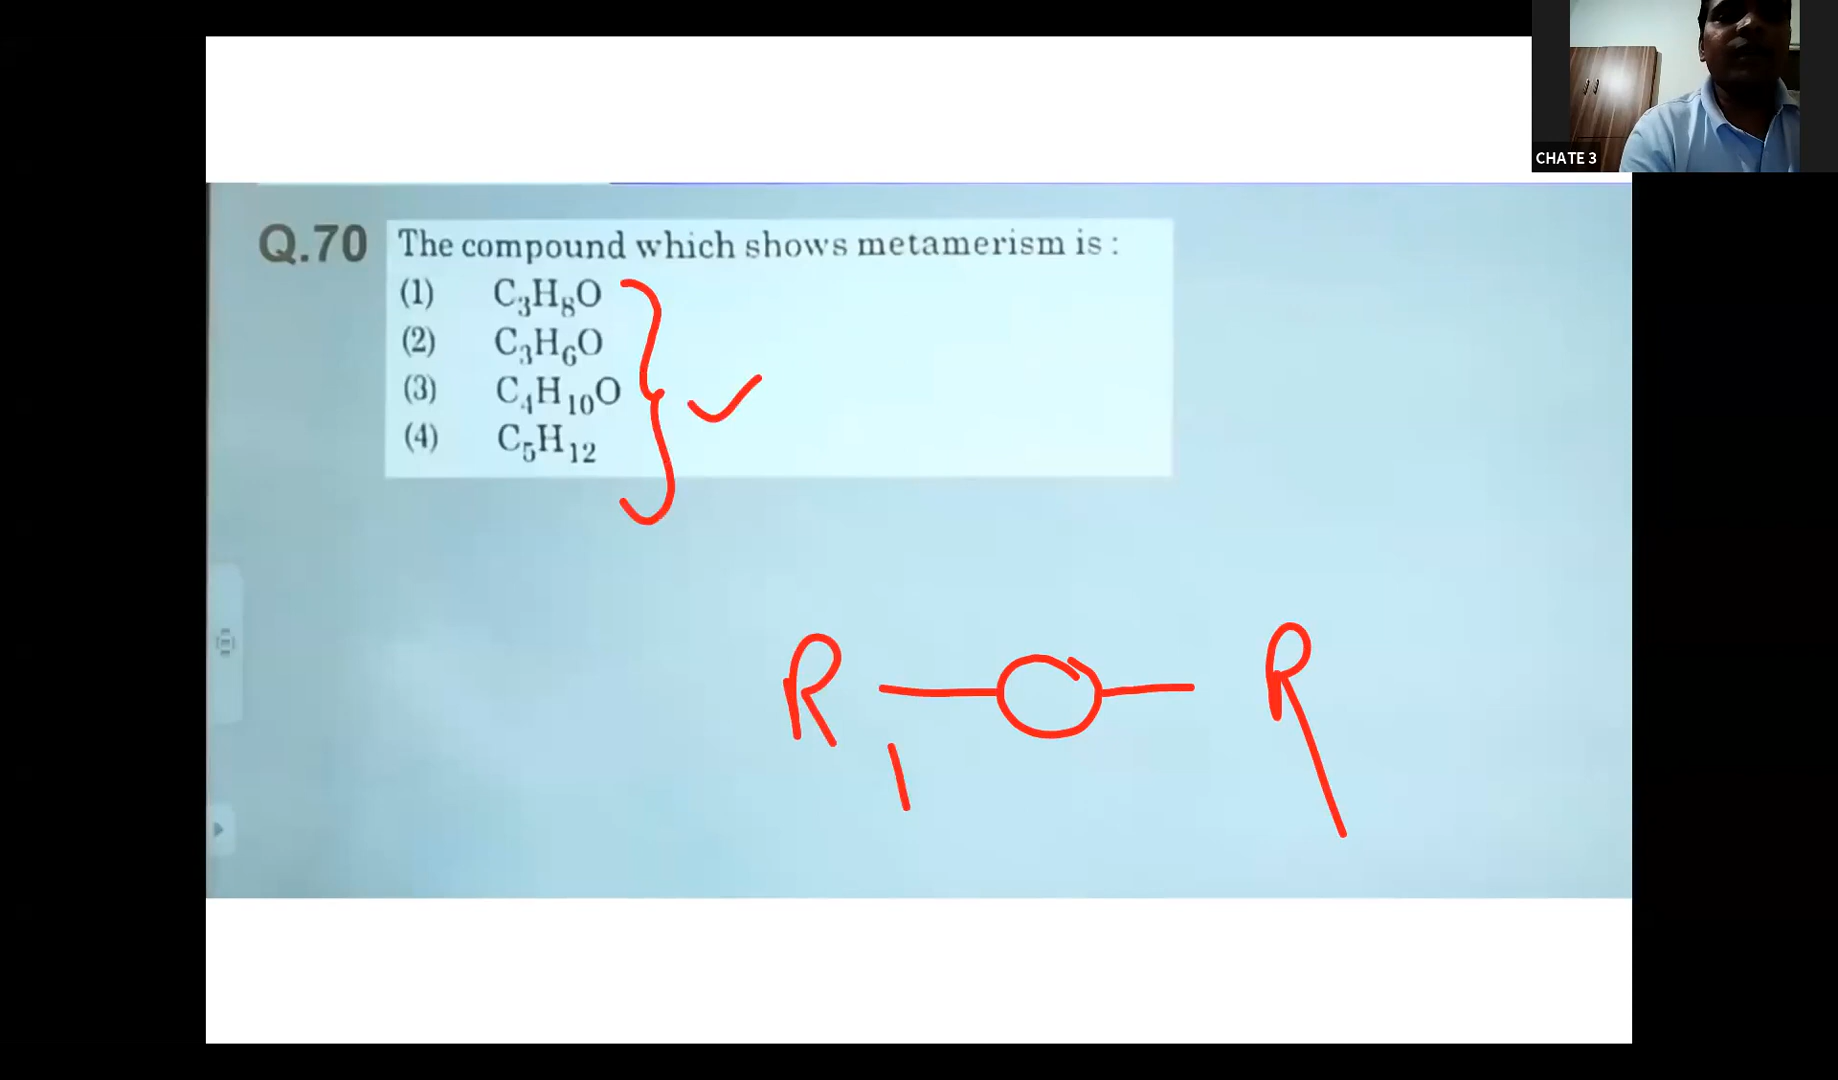 CHATE 3
Q.70 The compound which shows metamerism is :
(1) C₃H₈O
(2) C₃H₆O
(3) C₄H₁₀O
(4) C₅H₁₂
R — O — R